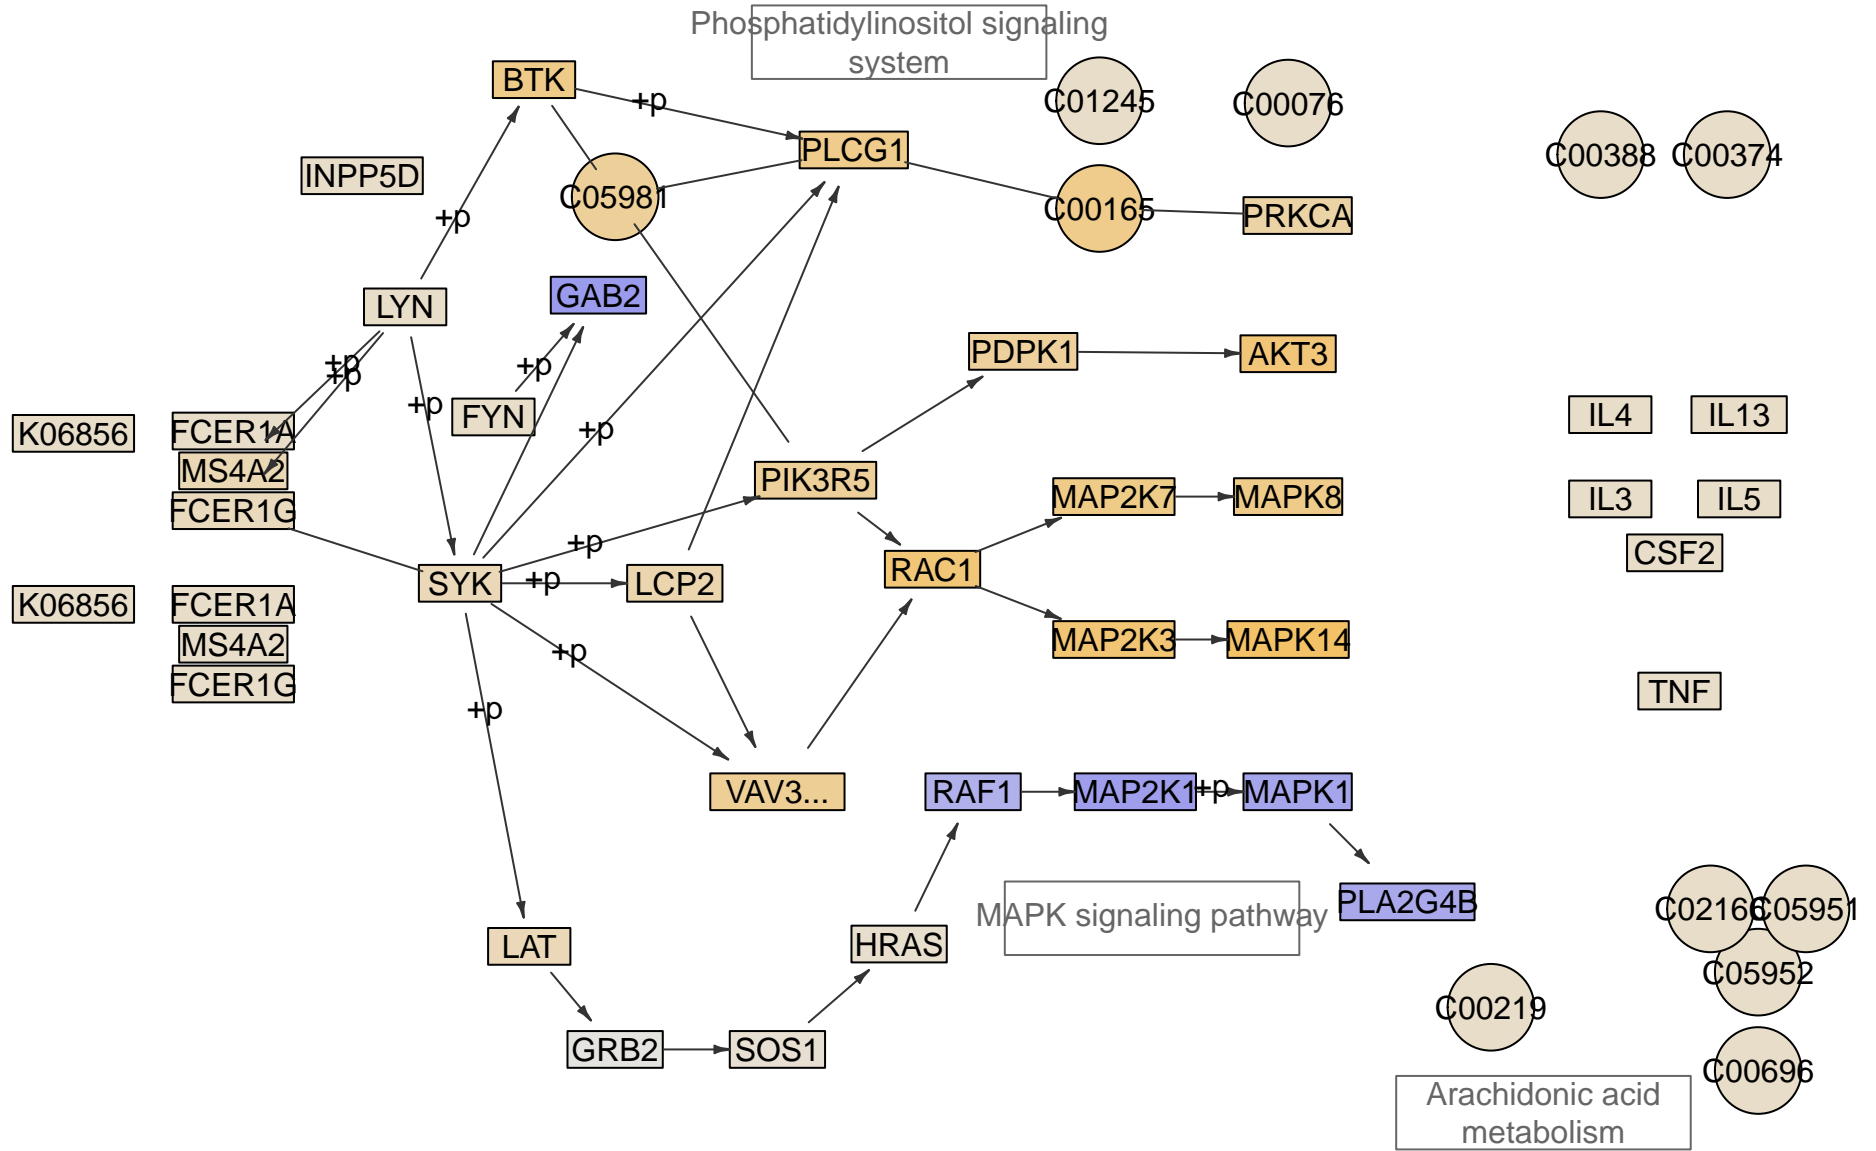 Phosphatidylinositol signaling
system
BTK
+p
C01245
C00076
PLCG1
C00388
C00374
INPP5D
C05981
C00165
PRKCA
+p
LYN
GAB2
PDPK1
AKT3
+p
+p
+p
+p
FYN
IL4
IL13
K06856
FCER1A
+p
MS4A2
PIK3R5
MAP2K7
MAPK8
IL3
IL5
FCER1G
+p
CSF2
RAC1
SYK
+p
LCP2
K06856
FCER1A
MS4A2
+p
MAP2K3
MAPK14
FCER1G
TNF
+p
VAV3...
RAF1
MAP2K1
+p
MAPK1
PLA2G4B
MAPK signaling pathway
C02166
C05951
LAT
HRAS
C05952
C00219
GRB2
SOS1
C00696
Arachidonic acid
metabolism